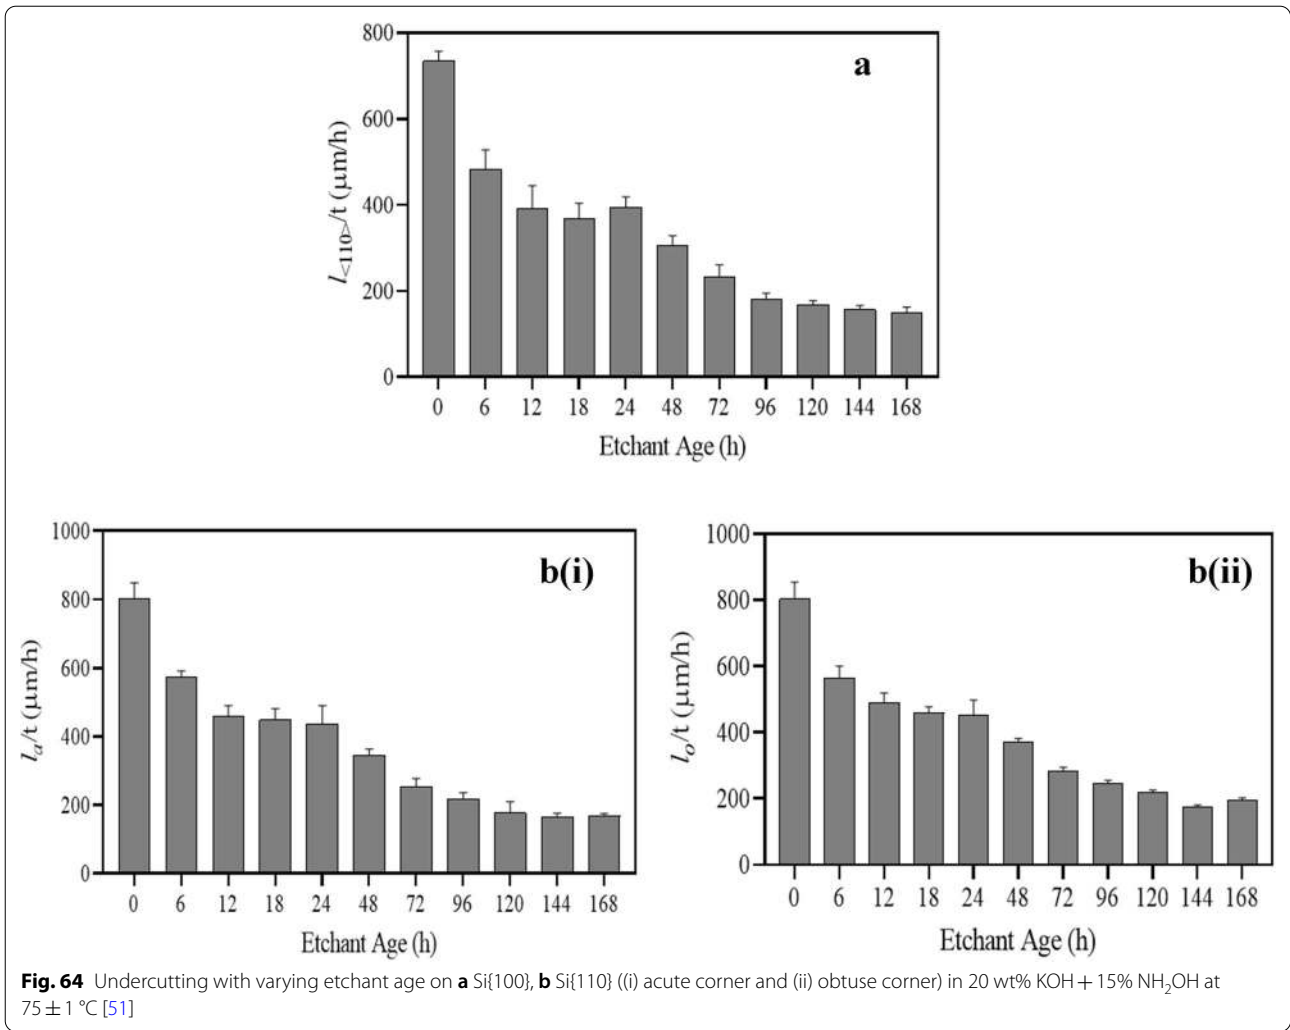 a
800
600
400
200
0
l<110>/t (μm/h)
0 6 12 18 24 48 72 96 120 144 168
Etchant Age (h)
b(i)
1000
800
600
400
200
0
la/t (μm/h)
0 6 12 18 24 48 72 96 120 144 168
Etchant Age (h)
b(ii)
1000
800
600
400
200
0
lo/t (μm/h)
0 6 12 18 24 48 72 96 120 144 168
Etchant Age (h)
Fig. 64 Undercutting with varying etchant age on a Si{100}, b Si{110} ((i) acute corner and (ii) obtuse corner) in 20 wt% KOH + 15% NH2OH at
75 ± 1 °C [51]